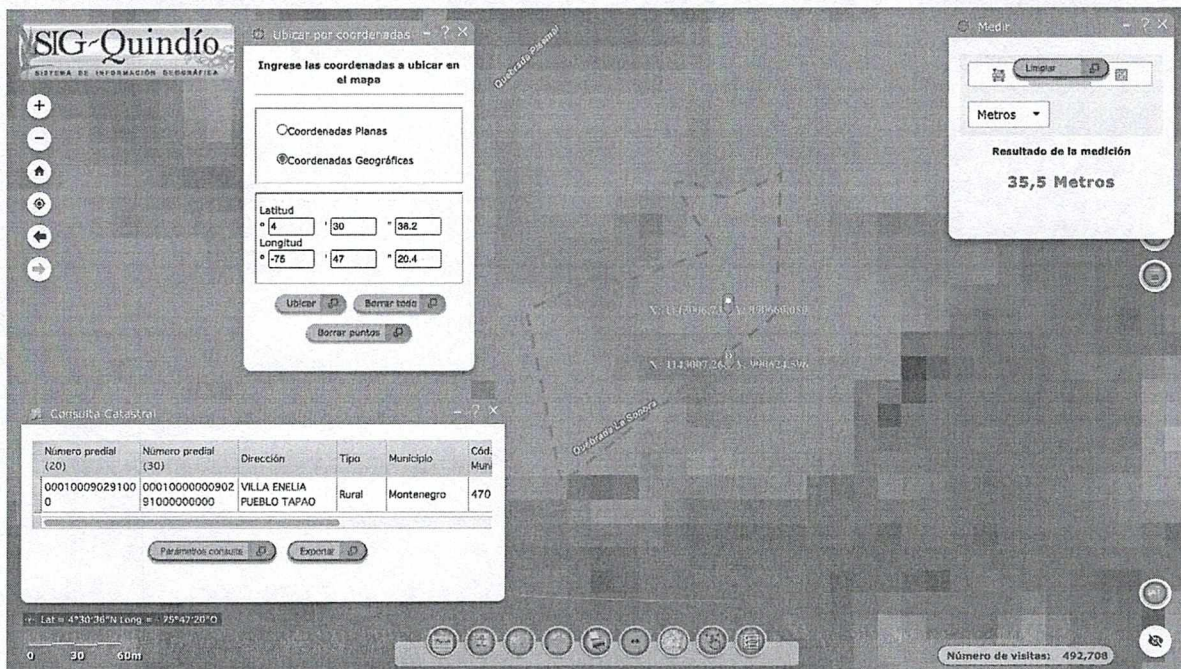 SIG-Quindío
SISTEMA DE INFORMACIÓN GEOGRÁFICA
Ubicar por coordenadas - ? X
Ingrese las coordenadas a ubicar en
el mapa
Coordenadas Planas
Coordenadas Geográficas
Latitud
° 4 ' 30 " 38.2
Longitud
° -75 ' 47 " 20.4
Ubicar Borrar todo
Borrar puntos
Quebrada Pisamal
Medir - ? X
Limpiar
Metros
Resultado de la medición
35,5 Metros
Quebrada La Sonora
Consulta Catastral - ? X
Número predial (20) Número predial (30) Dirección Tipo Municipio Cód. Muni
00010009029100 00010000000902 VILLA ENELIA Rural Montenegro 470
0 91000000000 PUEBLO TAPAO
Parámetros consulta Exportar
Lat = 4°30'36"N Long = - 75°47'20"O
0 30 60m
Número de visitas: 492,708